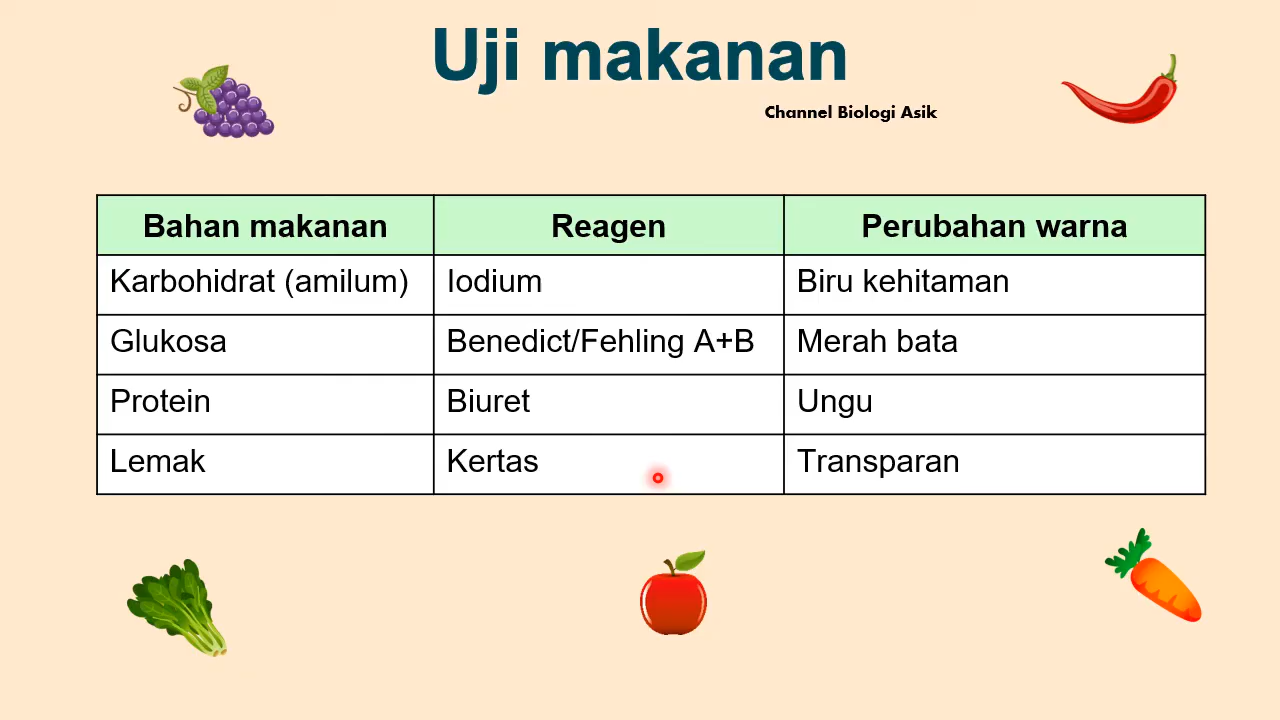 Uji makanan
Channel Biologi Asik
Bahan makanan Reagen Perubahan warna
Karbohidrat (amilum) Iodium Biru kehitaman
Glukosa Benedict/Fehling A+B Merah bata
Protein Biuret Ungu
Lemak Kertas Transparan